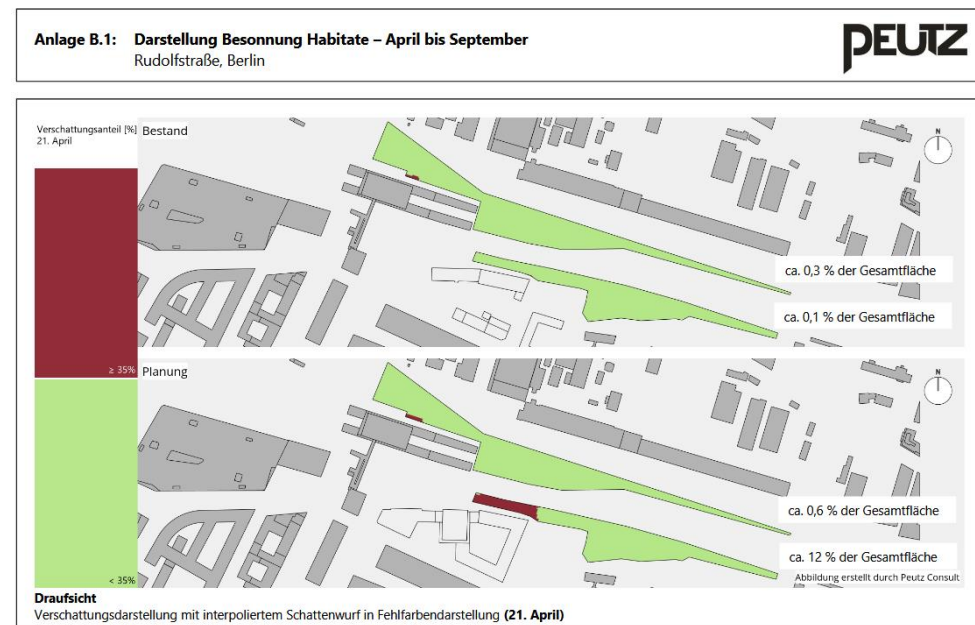 Anlage B.1: Darstellung Besonnung Habitate – April bis September
Rudolfstraße, Berlin
PEUTZ
Verschattungsanteil [%]
21. April
Bestand
N
ca. 0,3 % der Gesamtfläche
ca. 0,1 % der Gesamtfläche
≥ 35%
Planung
N
ca. 0,6 % der Gesamtfläche
ca. 12 % der Gesamtfläche
Abbildung erstellt durch Peutz Consult
< 35%
Draufsicht
Verschattungsdarstellung mit interpoliertem Schattenwurf in Fehlfarbendarstellung (21. April)